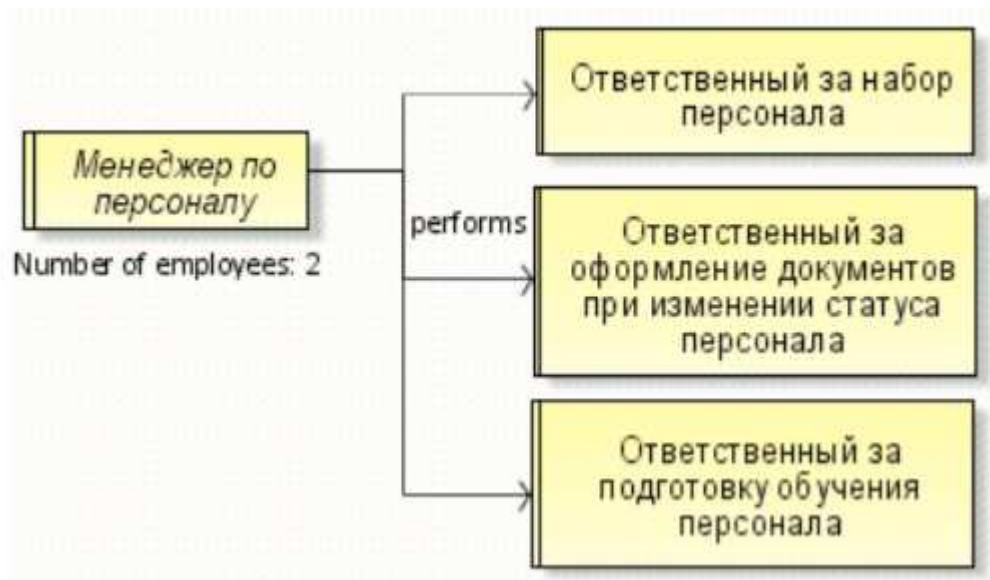 Менеджер по
персоналу
Number of employees: 2
performs
Ответственный за набор
персонала
Ответственный за
оформление документов
при изменении статуса
персонала
Ответственный за
подготовку обучения
персонала